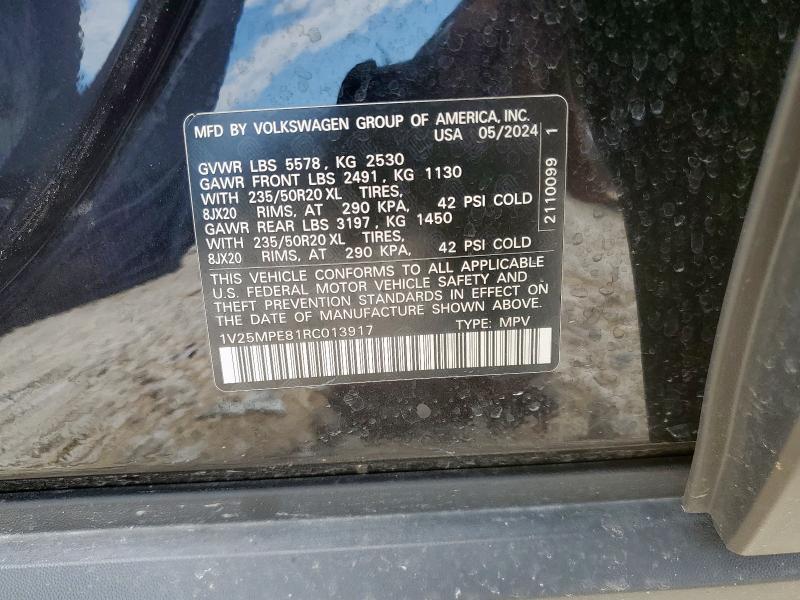 MFD BY VOLKSWAGEN GROUP OF AMERICA, INC.
USA 05/2024
GVWR LBS 5578, KG 2530
GAWR FRONT LBS 2491, KG 1130
WITH 235/50R20 XL TIRES,
8JX20 RIMS, AT 290 KPA, 42 PSI COLD
GAWR REAR LBS 3197, KG 1450
WITH 235/50R20 XL TIRES,
8JX20 RIMS, AT 290 KPA, 42 PSI COLD
THIS VEHICLE CONFORMS TO ALL APPLICABLE
U.S. FEDERAL MOTOR VEHICLE SAFETY AND
THEFT PREVENTION STANDARDS IN EFFECT ON
THE DATE OF MANUFACTURE SHOWN ABOVE.
1V25MPE81RC013917 TYPE: MPV
2110099 1